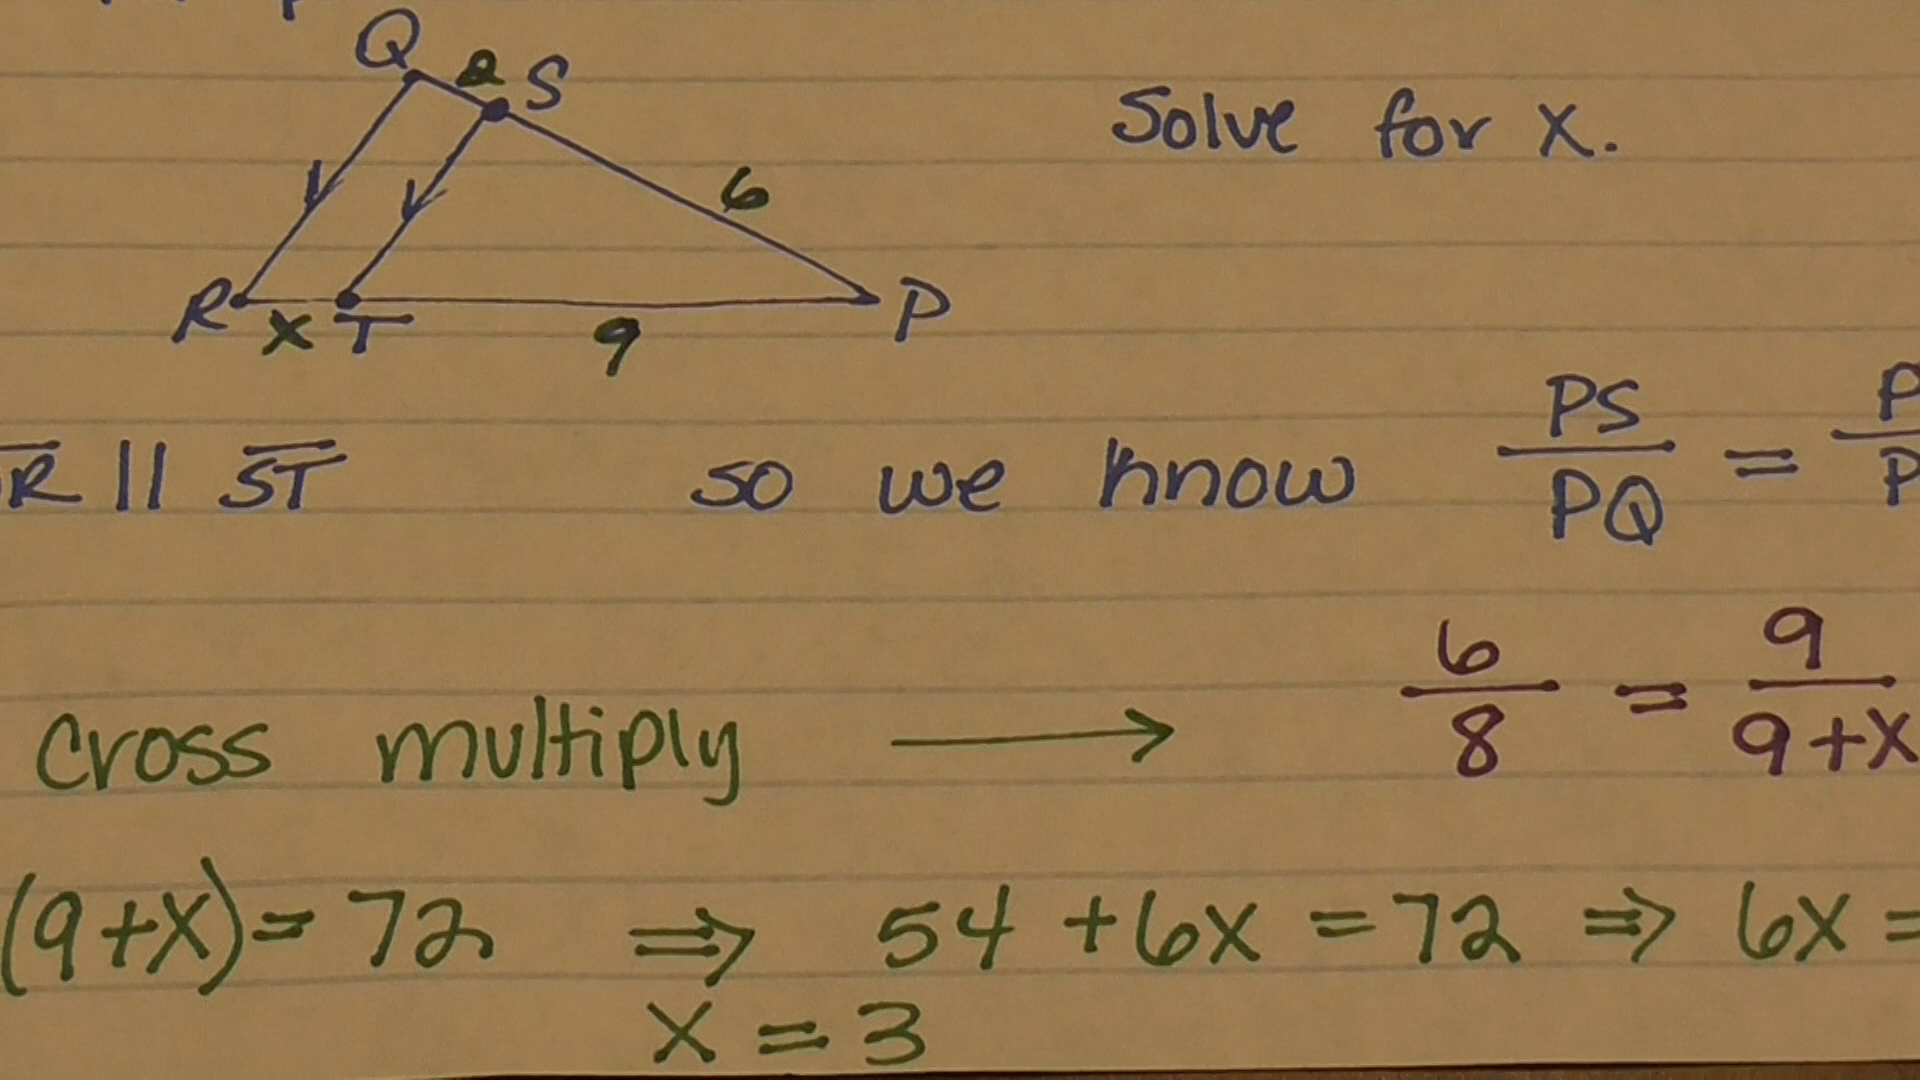 Q 2 S
Solve for x.
6
R x T 9 P
R || ST so we know PS/PQ =
6/8 = 9/9+x
cross multiply →
(9+x) = 72 ⇒ 54 + 6x = 72 ⇒ 6x =
x = 3